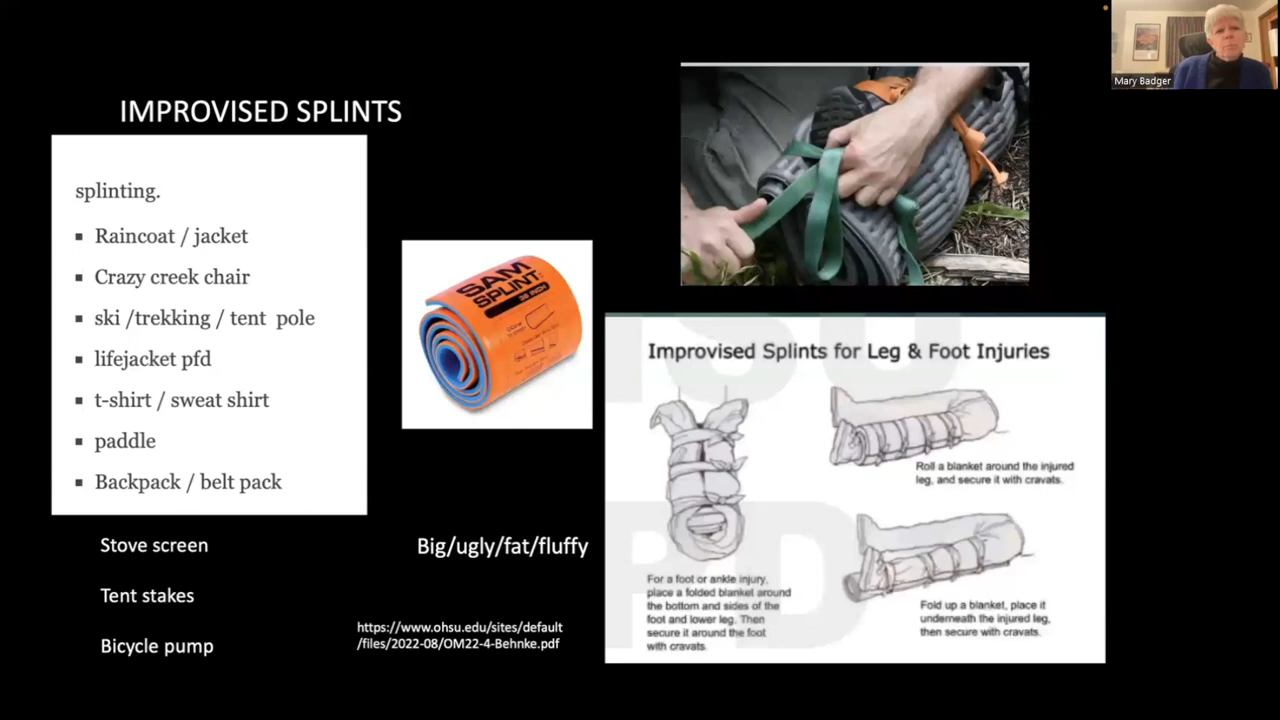 Mary Badger
IMPROVISED SPLINTS
splinting.
▪ Raincoat / jacket
▪ Crazy creek chair
▪ ski /trekking / tent pole
▪ lifejacket pfd
▪ t-shirt / sweat shirt
▪ paddle
▪ Backpack / belt pack
Stove screen
Tent stakes
Bicycle pump
SAM
SPLINT
36 INCH
Big/ugly/fat/fluffy
https://www.ohsu.edu/sites/default
/files/2022-08/OM22-4-Behnke.pdf
Improvised Splints for Leg & Foot Injuries
Roll a blanket around the injured
leg, and secure it with cravats.
For a foot or ankle injury,
place a folded blanket around
the bottom and sides of the
foot and lower leg. Then
secure it around the foot
with cravats.
Fold up a blanket, place it
underneath the injured leg,
then secure with cravats.